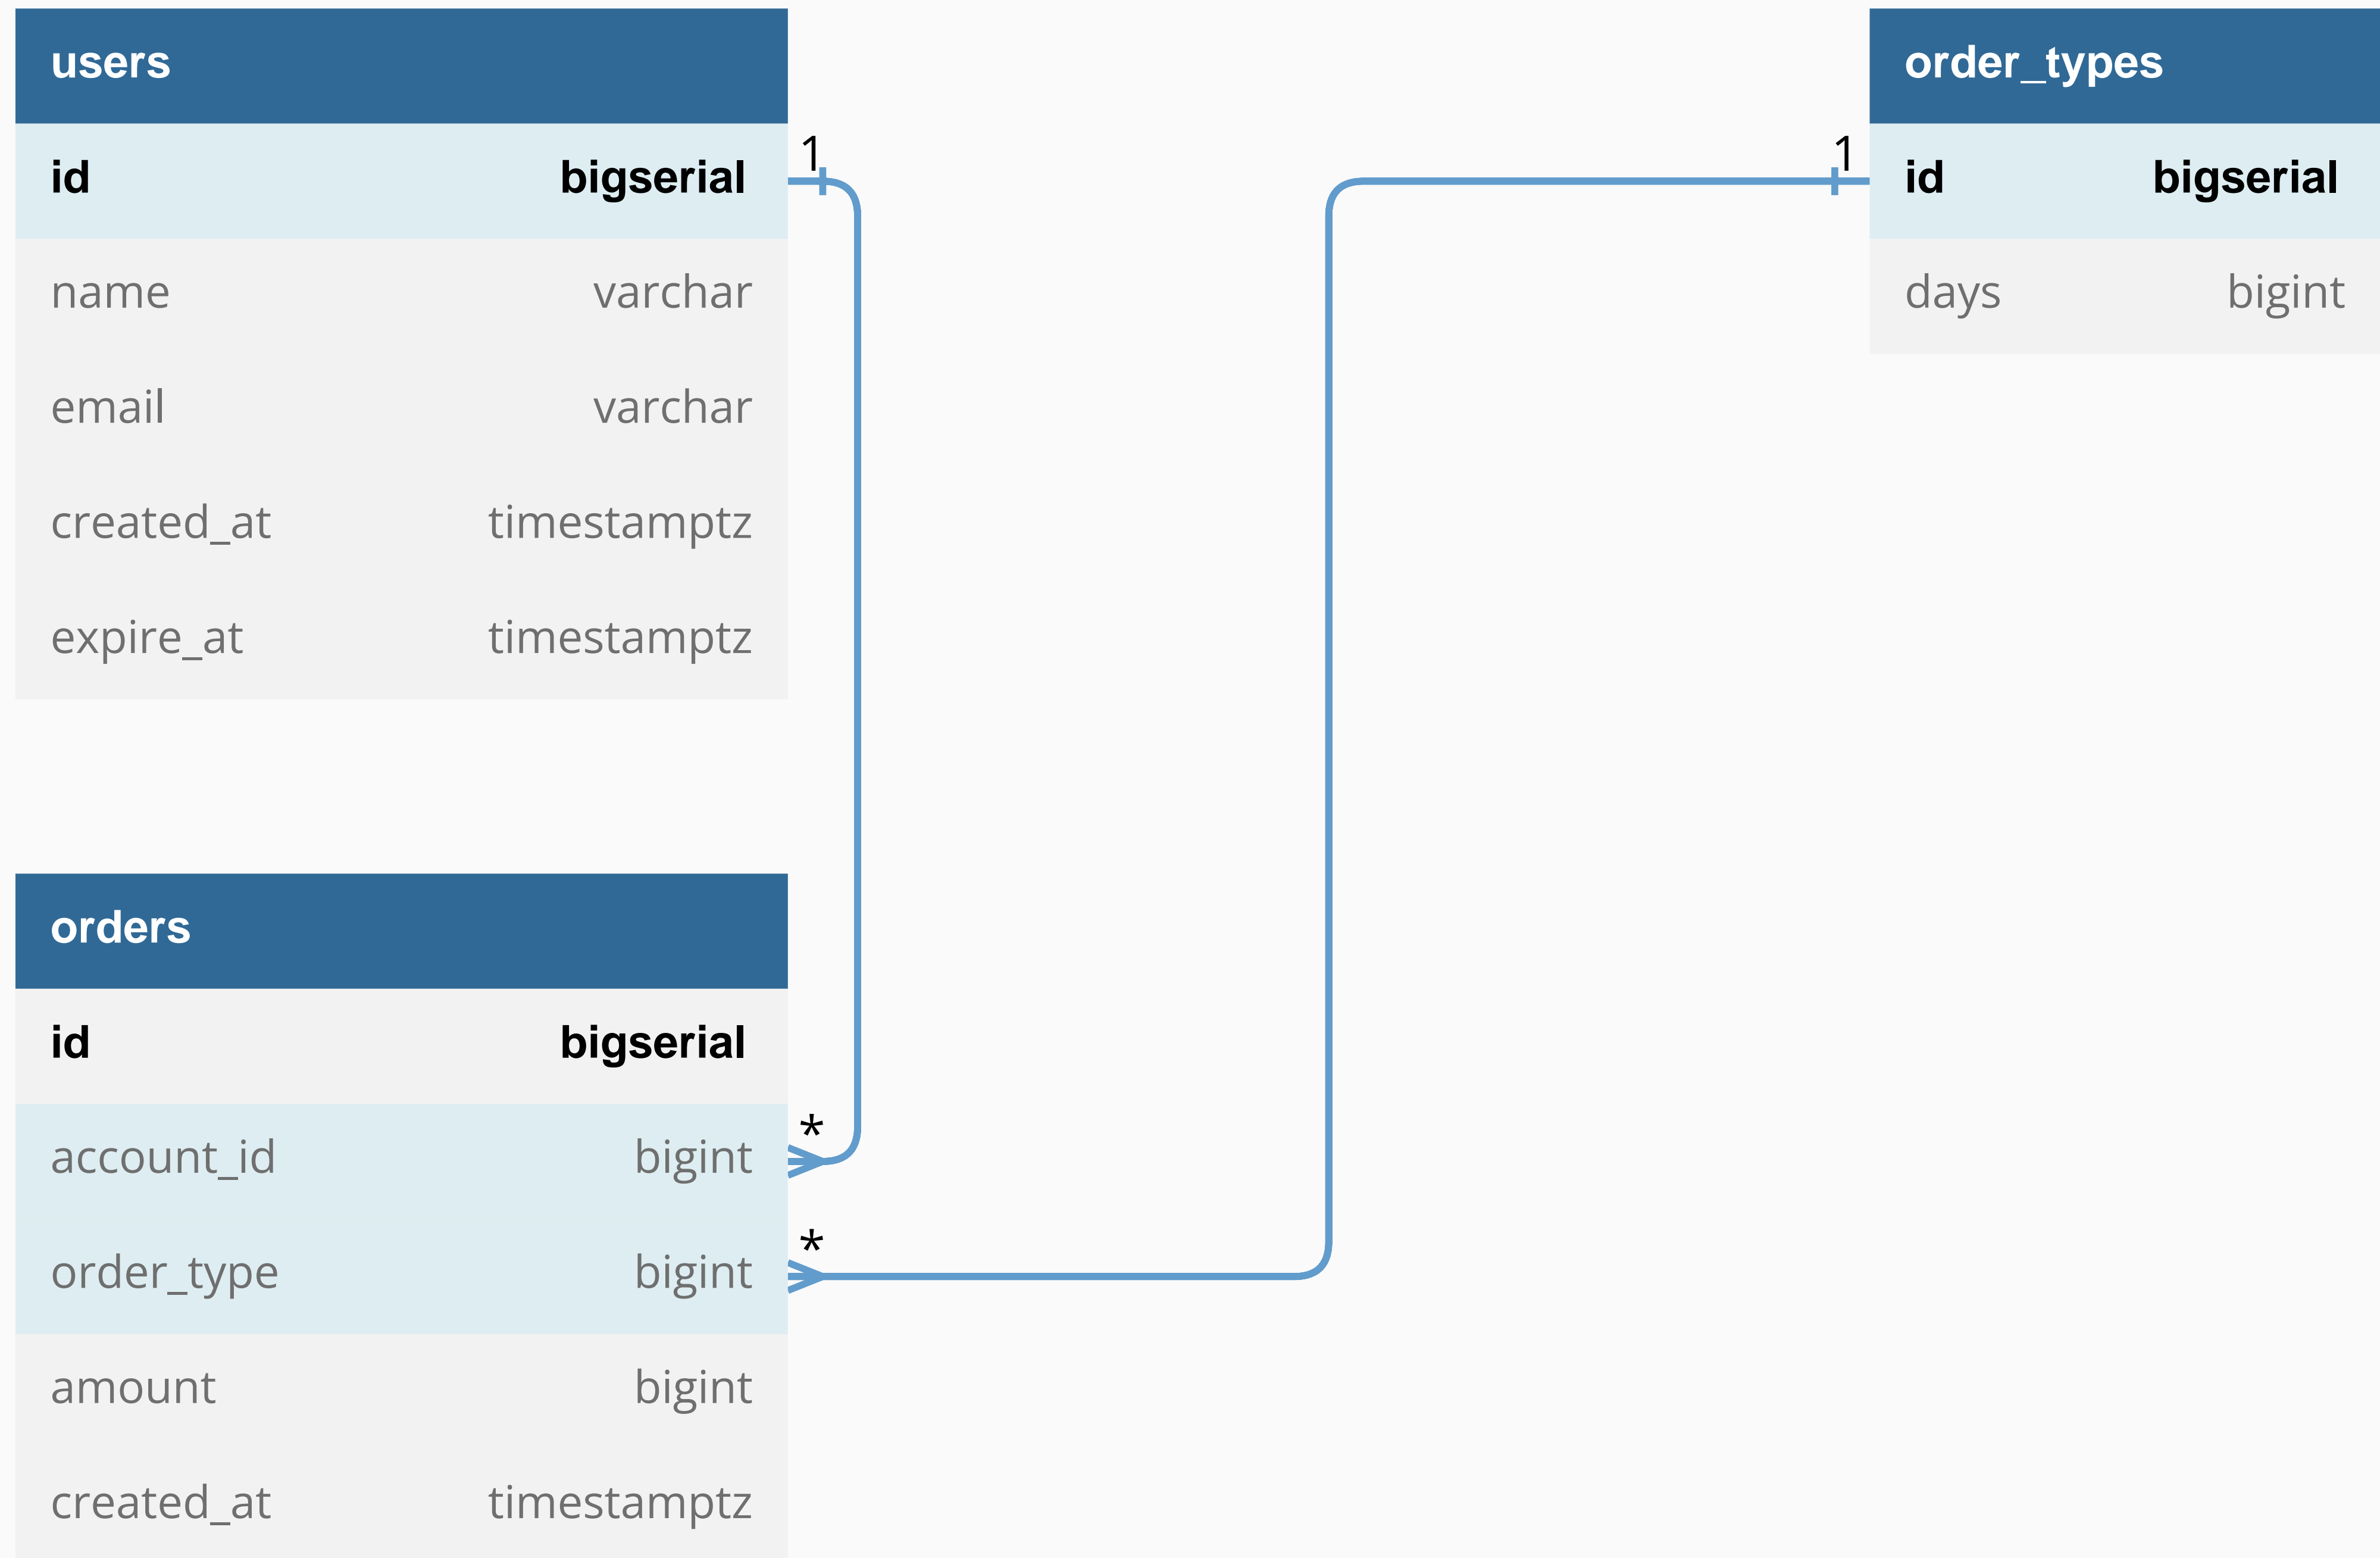 users
id bigserial
name varchar
email varchar
created_at timestamptz
expire_at timestamptz
1
order_types
1
id bigserial
days bigint
orders
id bigserial
account_id bigint
*
order_type bigint
*
amount bigint
created_at timestamptz